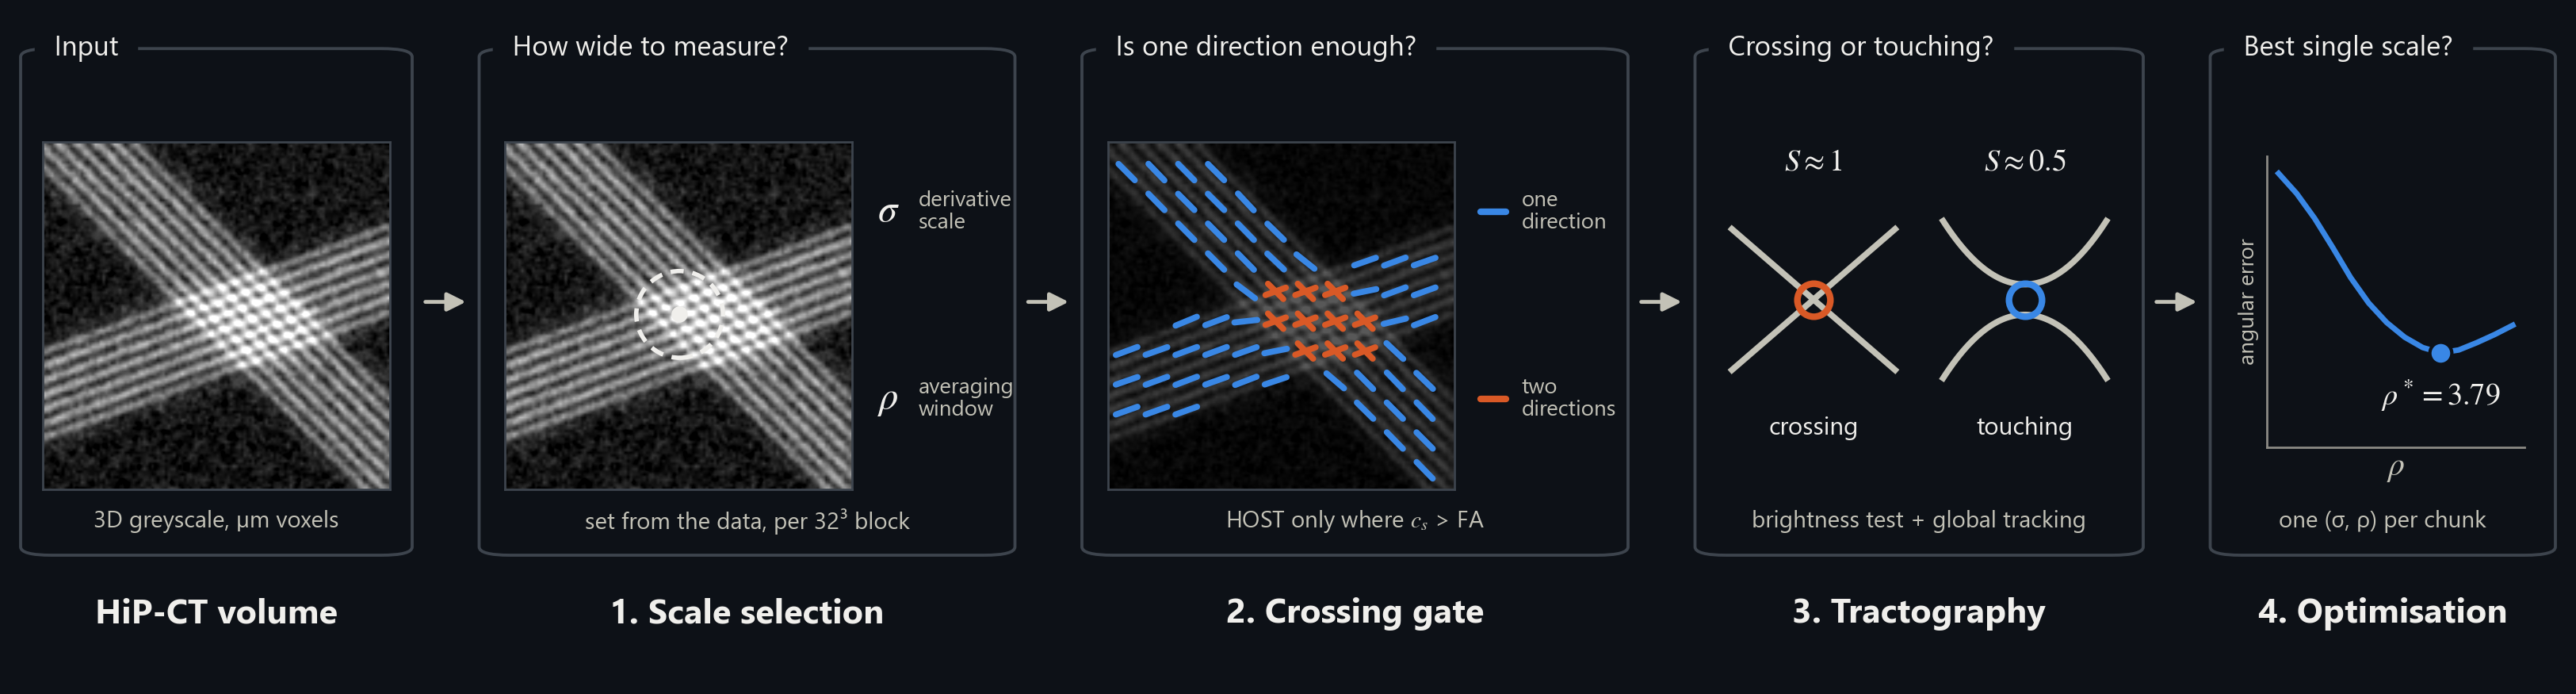 Input
3D greyscale, μm voxels
HiP-CT volume
How wide to measure?
σ derivative
scale
ρ averaging
window
set from the data, per 32³ block
1. Scale selection
Is one direction enough?
one
direction
two
directions
HOST only where cₛ > FA
2. Crossing gate
Crossing or touching?
S≈1
S≈0.5
crossing
touching
brightness test + global tracking
3. Tractography
Best single scale?
angular error
ρ* = 3.79
ρ
one (σ, ρ) per chunk
4. Optimisation